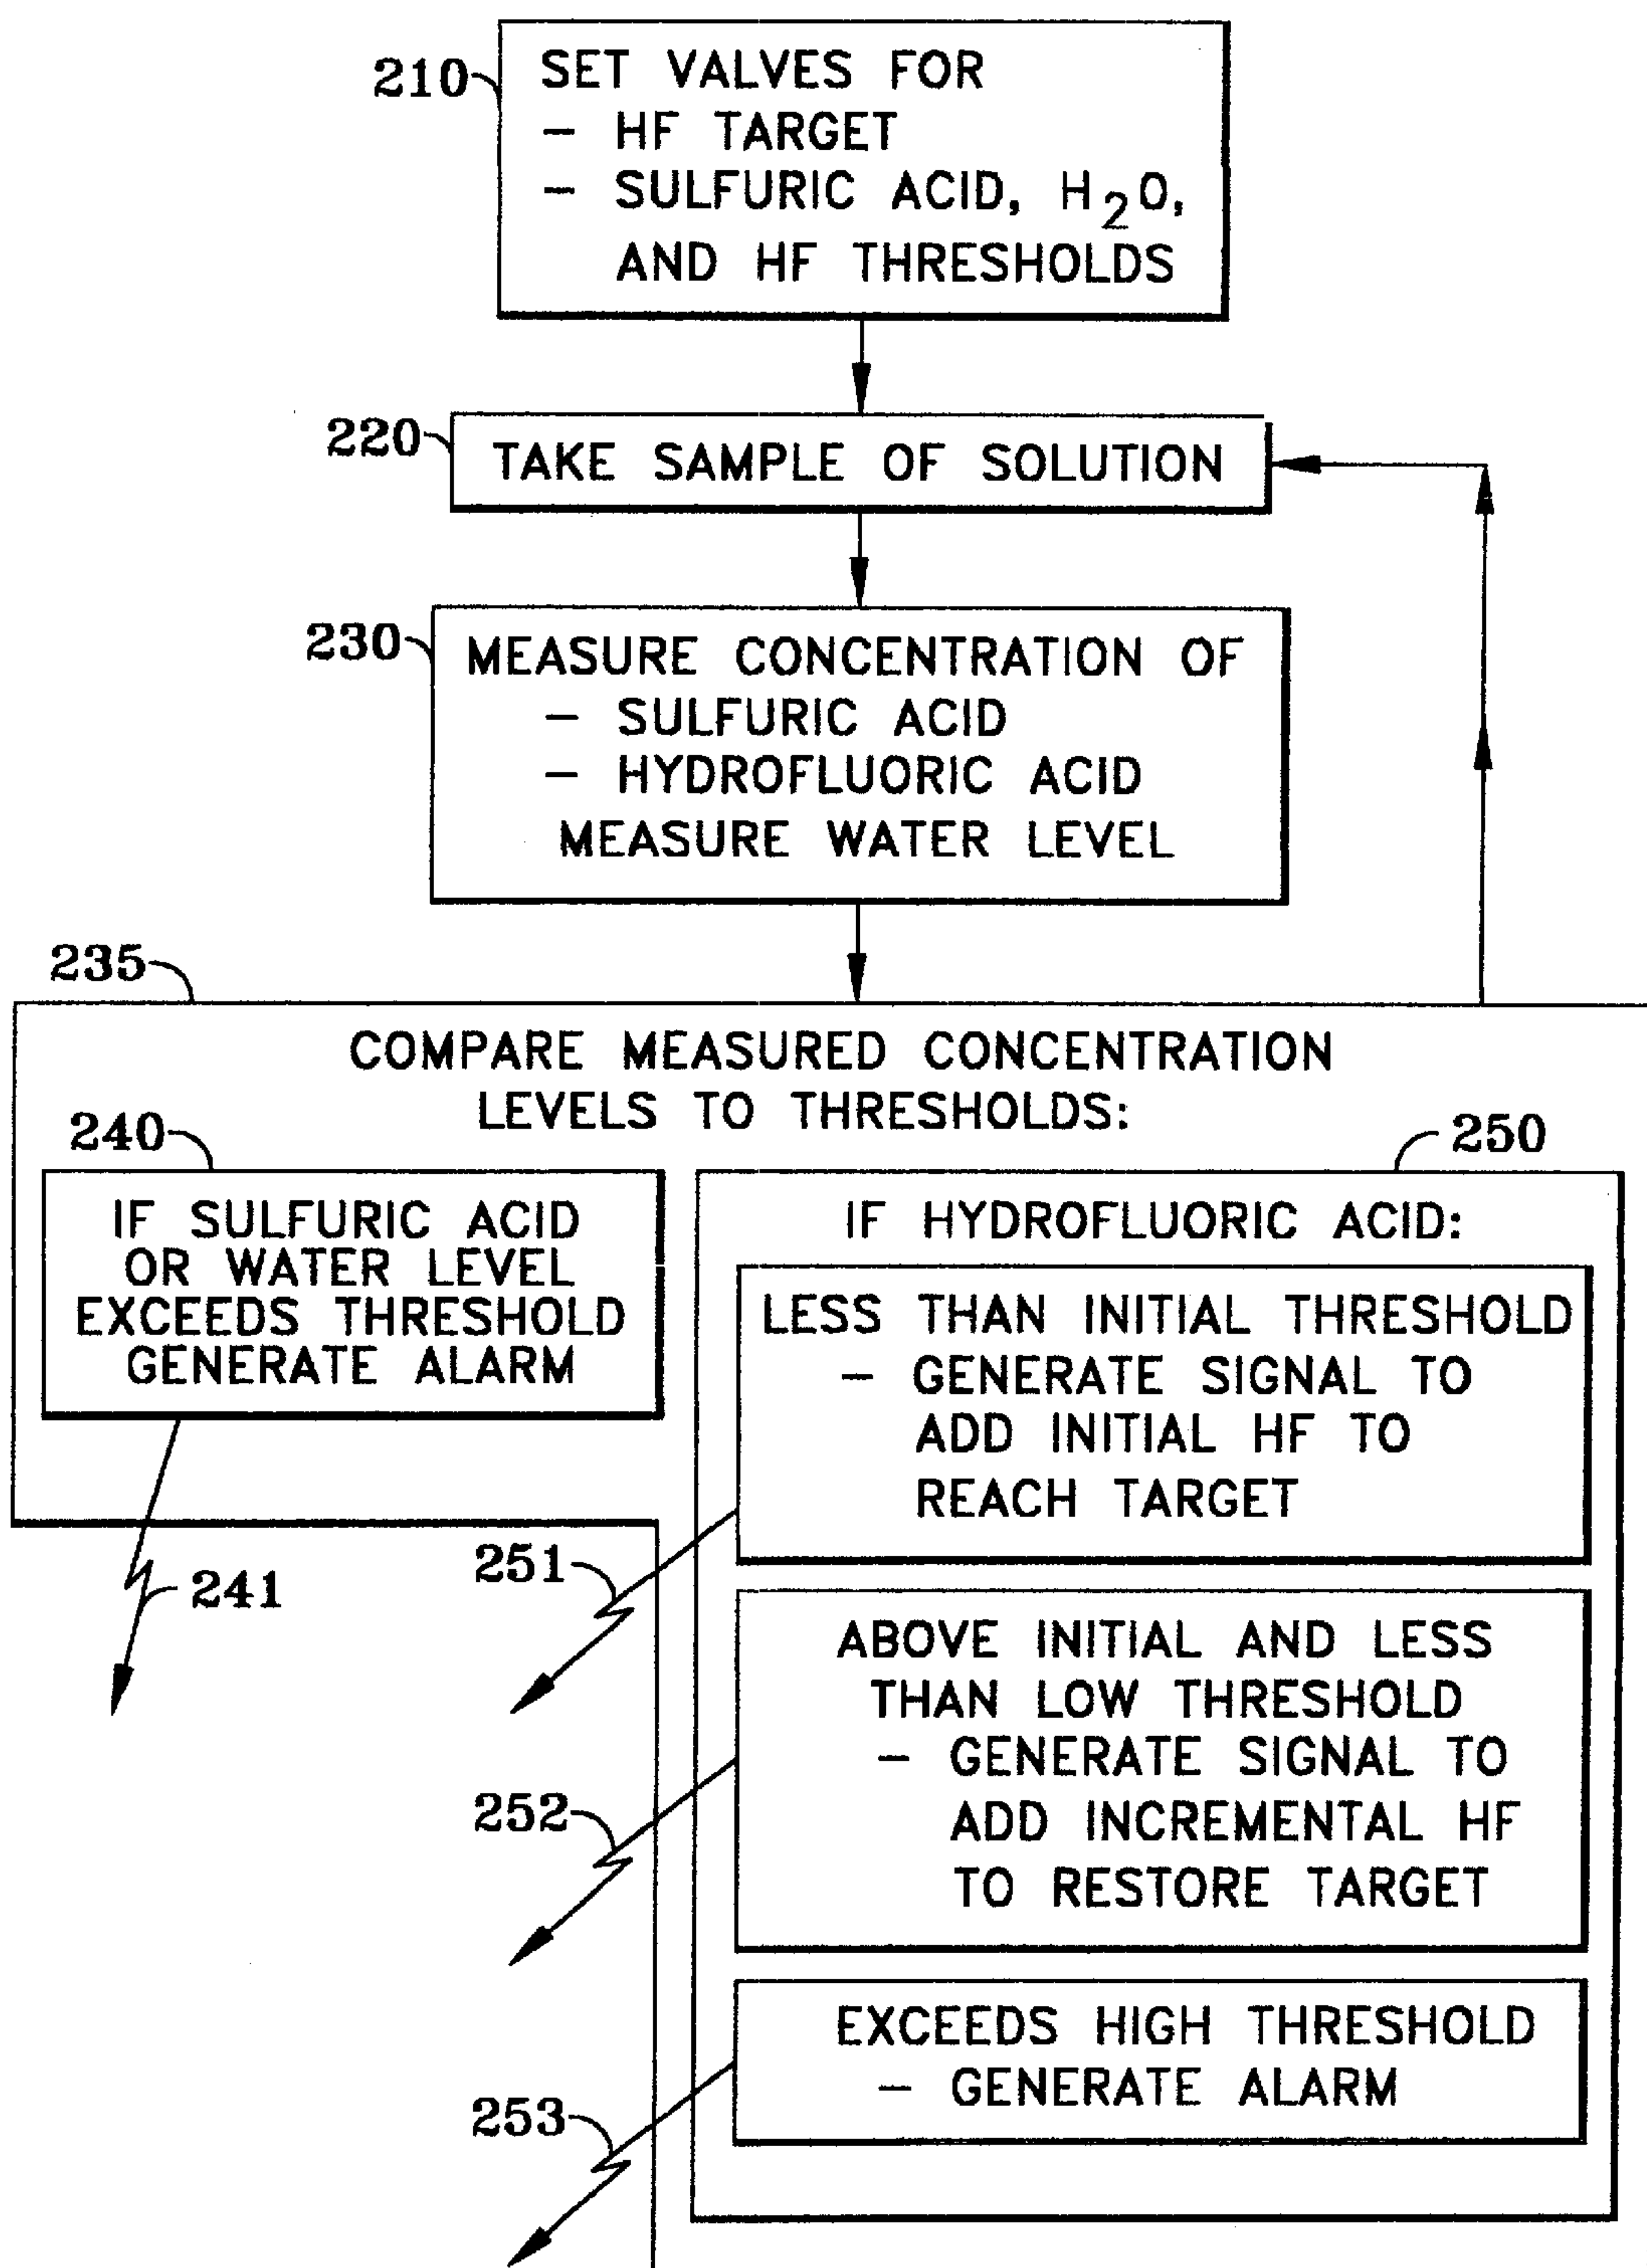 210
SET VALVES FOR
- HF TARGET
- SULFURIC ACID, H2O,
AND HF THRESHOLDS
220
TAKE SAMPLE OF SOLUTION
230
MEASURE CONCENTRATION OF
- SULFURIC ACID
- HYDROFLUORIC ACID
MEASURE WATER LEVEL
235
COMPARE MEASURED CONCENTRATION
LEVELS TO THRESHOLDS:
240
IF SULFURIC ACID
OR WATER LEVEL
EXCEEDS THRESHOLD
GENERATE ALARM
241
250
IF HYDROFLUORIC ACID:
LESS THAN INITIAL THRESHOLD
- GENERATE SIGNAL TO
ADD INITIAL HF TO
REACH TARGET
251
ABOVE INITIAL AND LESS
THAN LOW THRESHOLD
- GENERATE SIGNAL TO
ADD INCREMENTAL HF
TO RESTORE TARGET
252
EXCEEDS HIGH THRESHOLD
- GENERATE ALARM
253